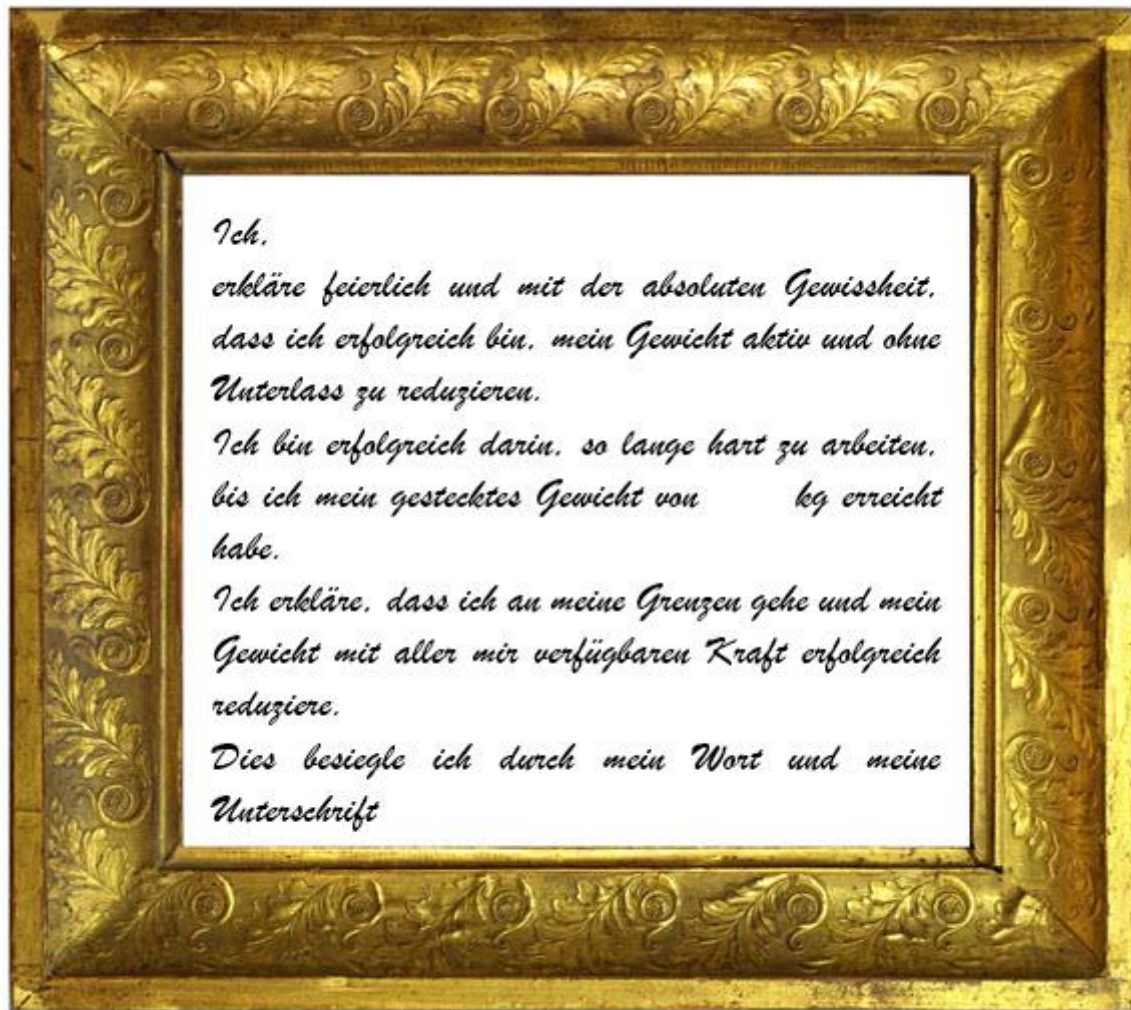 Ich,
erkläre feierlich und mit der absoluten Gewissheit,
dass ich erfolgreich bin, mein Gewicht aktiv und ohne
Unterlass zu reduzieren.
Ich bin erfolgreich darin, so lange hart zu arbeiten,
bis ich mein gestecktes Gewicht von kg erreicht
habe.
Ich erkläre, dass ich an meine Grenzen gehe und mein
Gewicht mit aller mir verfügbaren Kraft erfolgreich
reduziere.
Dies besiegle ich durch mein Wort und meine
Unterschrift